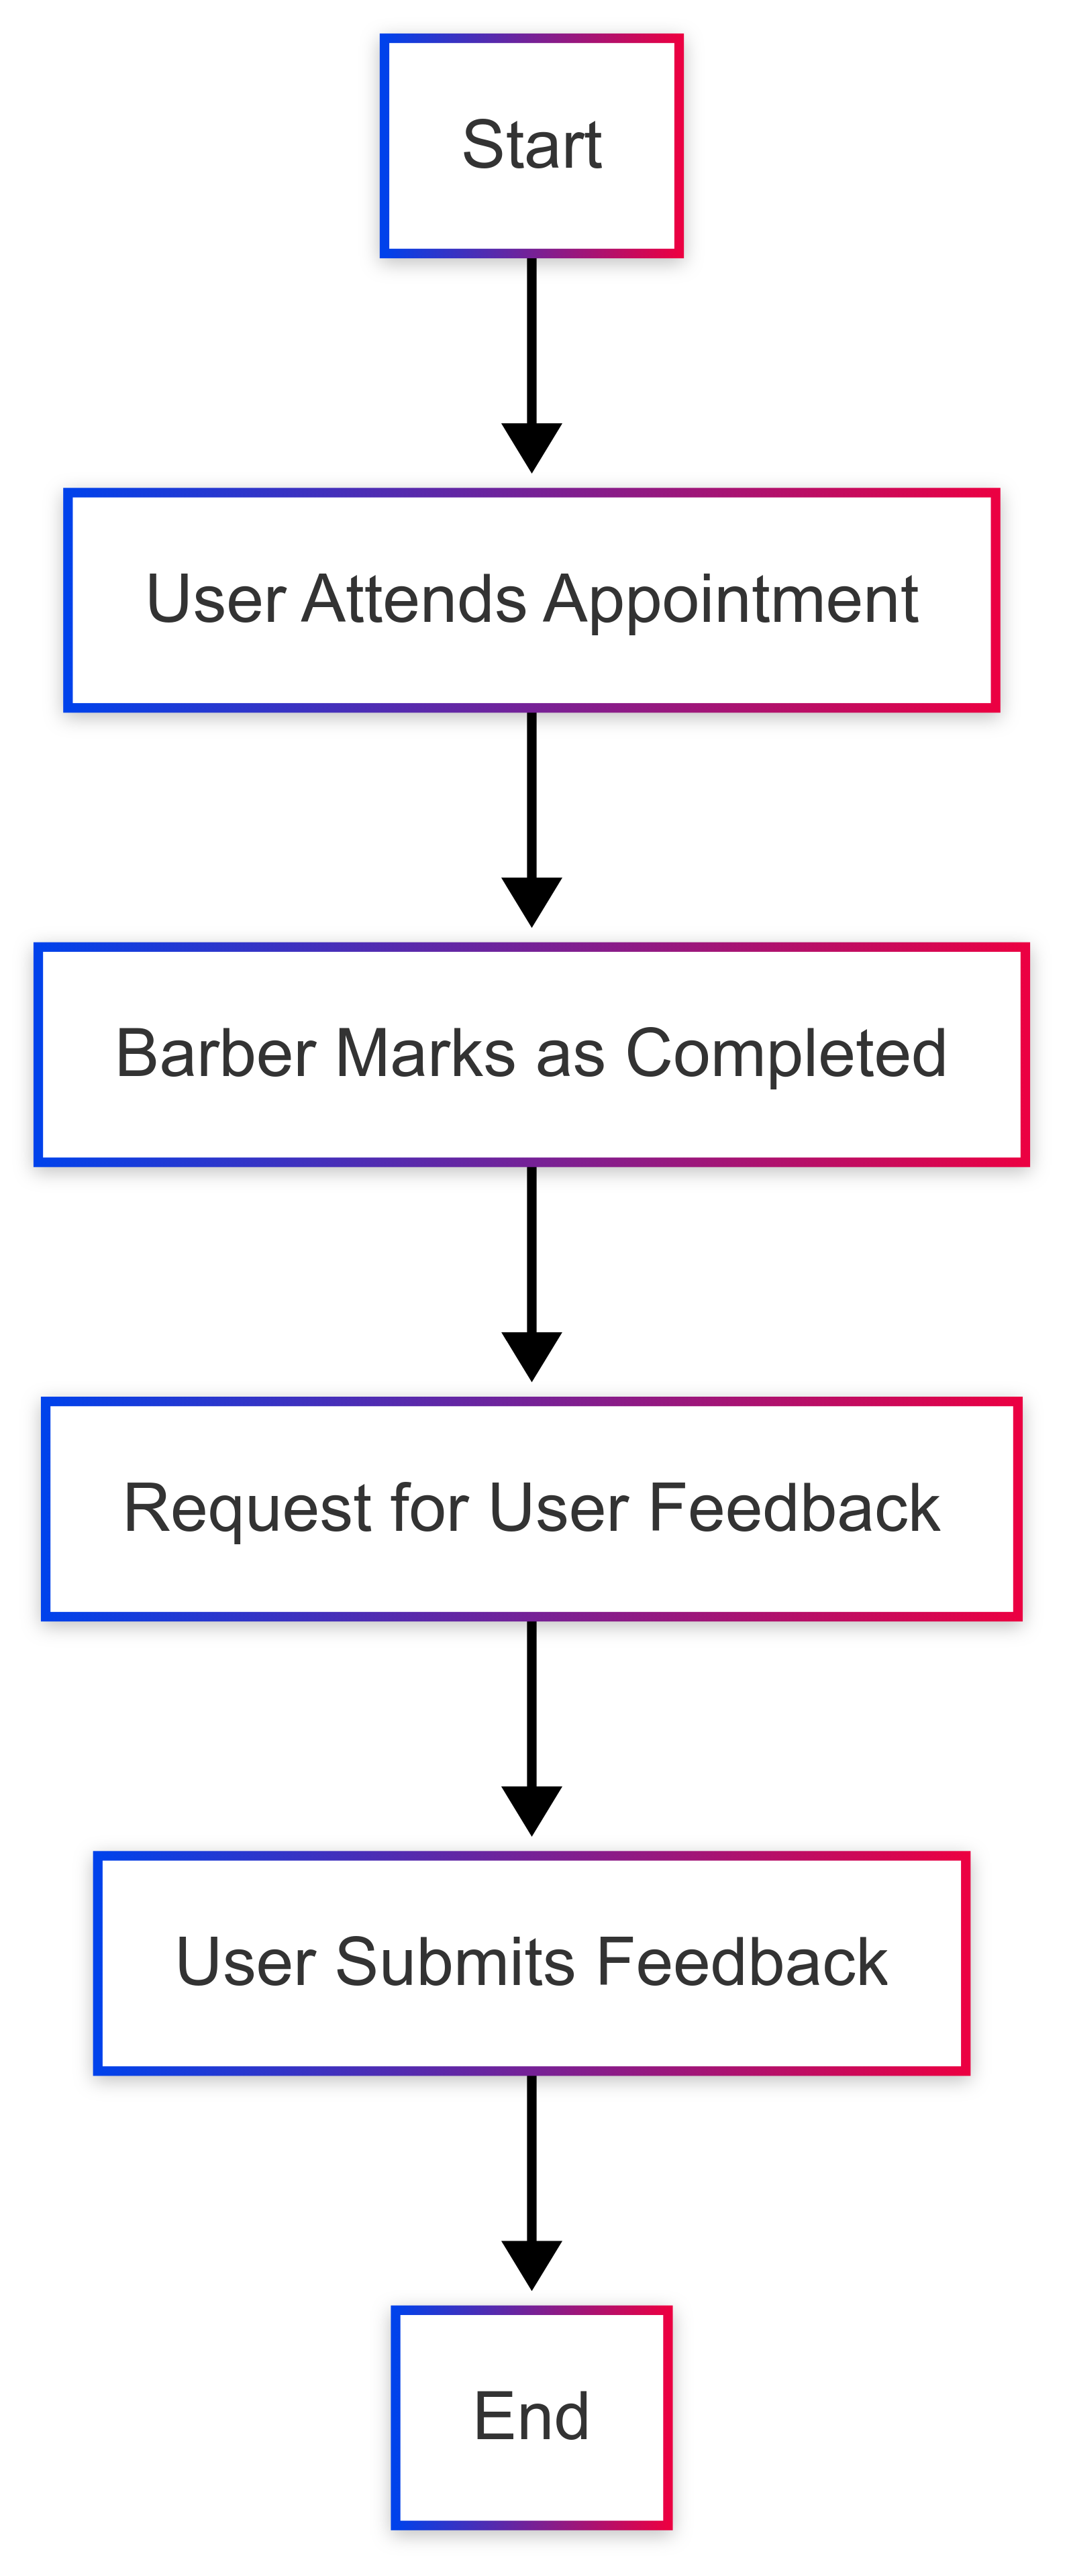 Start
User Attends Appointment
Barber Marks as Completed
Request for User Feedback
User Submits Feedback
End